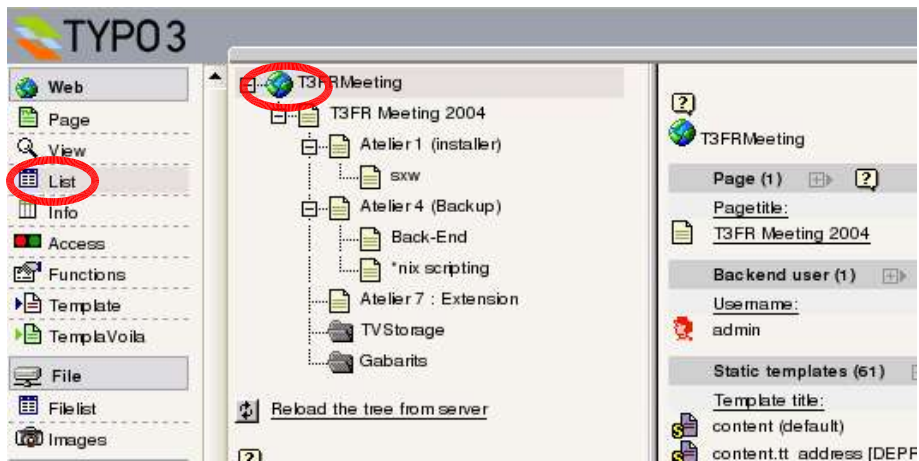 TYPO3
Web
Page
View
List
Info
Access
Functions
Template
TemplaVoila
File
Filelist
Images
T3FRMeeting
T3FR Meeting 2004
Atelier 1 (installer)
sxw
Atelier 4 (Backup)
Back-End
*nix scripting
Atelier 7 : Extension
TVStorage
Gabarits
Reload the tree from server
T3FRMeeting
Page (1)
Pagetitle:
T3FR Meeting 2004
Backend user (1)
Username:
admin
Static templates (61)
Template title:
content (default)
content.tt_address [DEPR